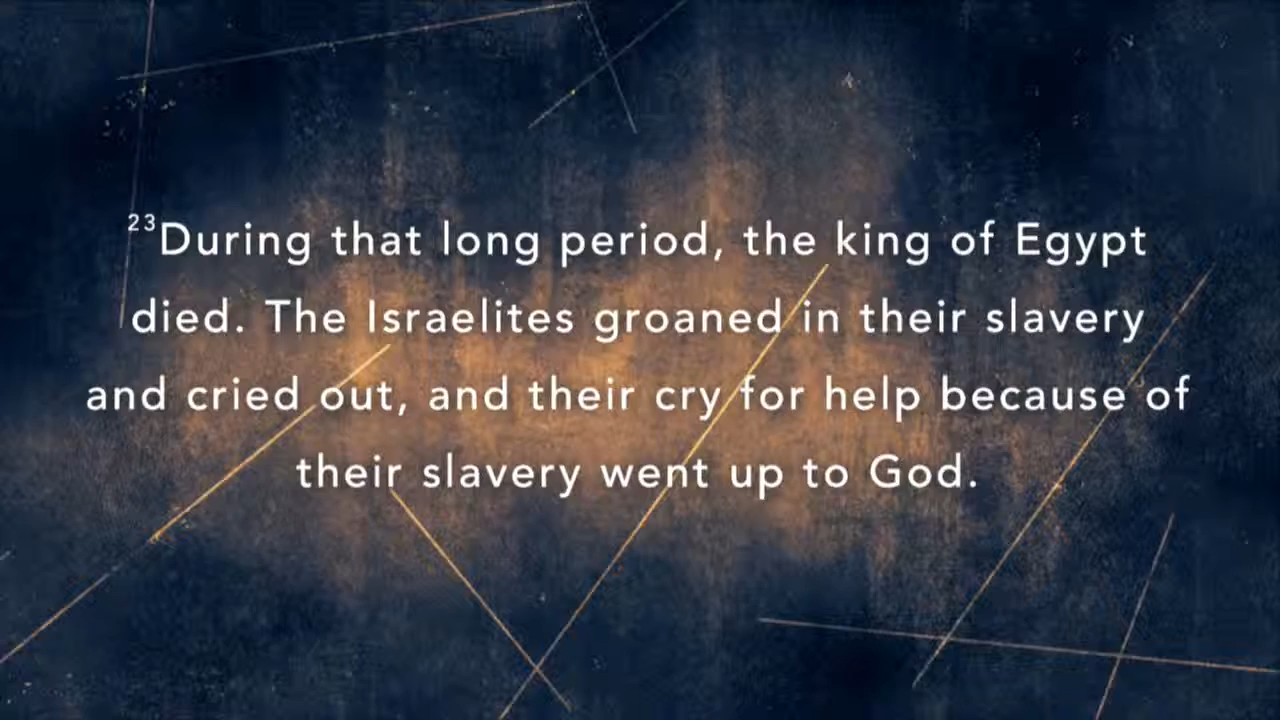 23During that long period, the king of Egypt
died. The Israelites groaned in their slavery
and cried out, and their cry for help because of
their slavery went up to God.